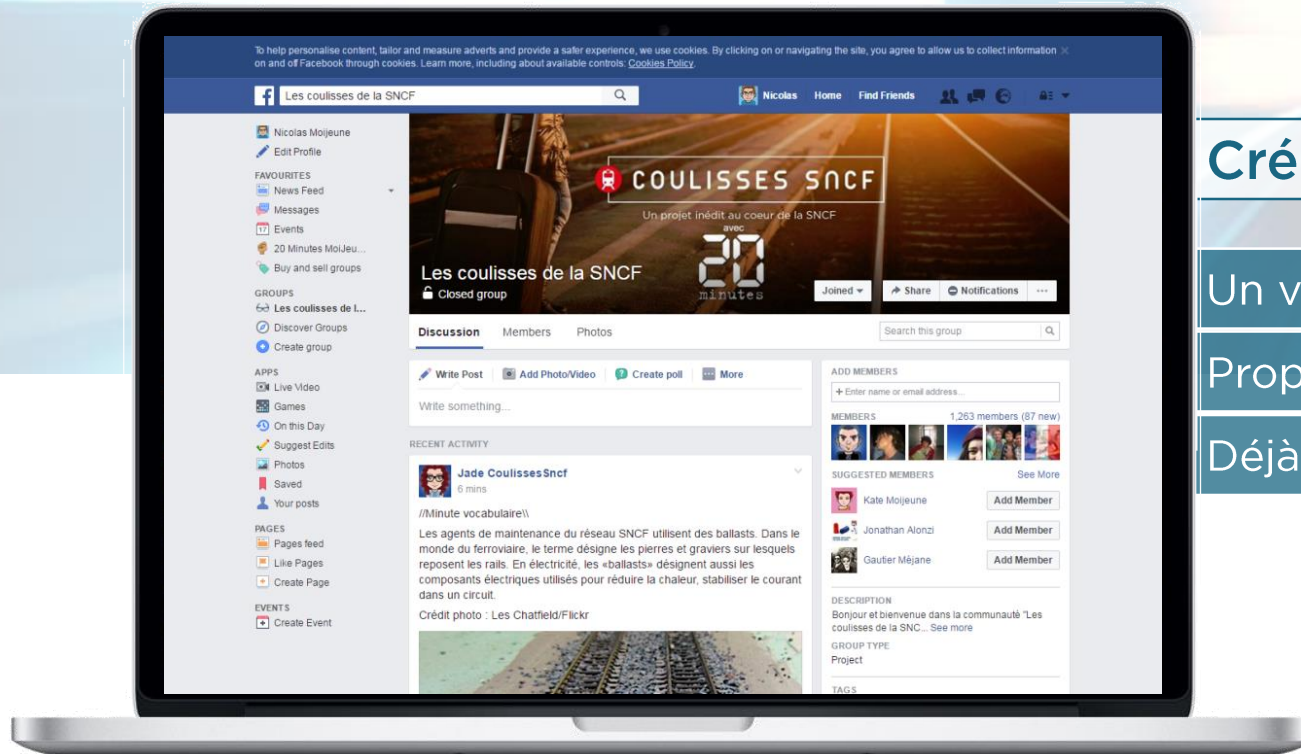 To help personalise content, tailor and measure adverts and provide a safer experience, we use cookies. By clicking on or navigating the site, you agree to allow us to collect information
on and off Facebook through cookies. Learn more, including about available controls: Cookies Policy.
Les coulisses de la SNCF
Nicolas Home Find Friends
Nicolas Moijeune
Edit Profile
FAVOURITES
News Feed
Messages
17 Events
20 Minutes MoiJeu...
Buy and sell groups
GROUPS
Les coulisses de l...
Discover Groups
Create group
APPS
Live Video
Games
On this Day
Suggest Edits
Photos
Saved
Your posts
PAGES
Pages feed
Like Pages
Create Page
EVENTS
Create Event
COULISSES SNCF
Un projet inédit au coeur de la SNCF
avec
20
minutes
Les coulisses de la SNCF
Closed group
Joined Share Notifications ...
Discussion Members Photos
Search this group
Write Post Add Photo/Video Create poll More
Write something...
RECENT ACTIVITY
Jade CoulissesSncf
6 mins
//Minute vocabulaire\\
Les agents de maintenance du réseau SNCF utilisent des ballasts. Dans le
monde du ferroviaire, le terme désigne les pierres et graviers sur lesquels
reposent les rails. En électricité, les «ballasts» désignent aussi les
composants électriques utilisés pour réduire la chaleur, stabiliser le courant
dans un circuit.
Crédit photo : Les Chatfield/Flickr
ADD MEMBERS
+ Enter name or email address...
MEMBERS 1,263 members (87 new)
SUGGESTED MEMBERS See More
Kate Moijeune Add Member
Jonathan Alonzi Add Member
Gautier Méjane Add Member
DESCRIPTION
Bonjour et bienvenue dans la communauté "Les
coulisses de la SNC... See more
GROUP TYPE
Project
TAGS
Cré
Un v
Prop
Déjà